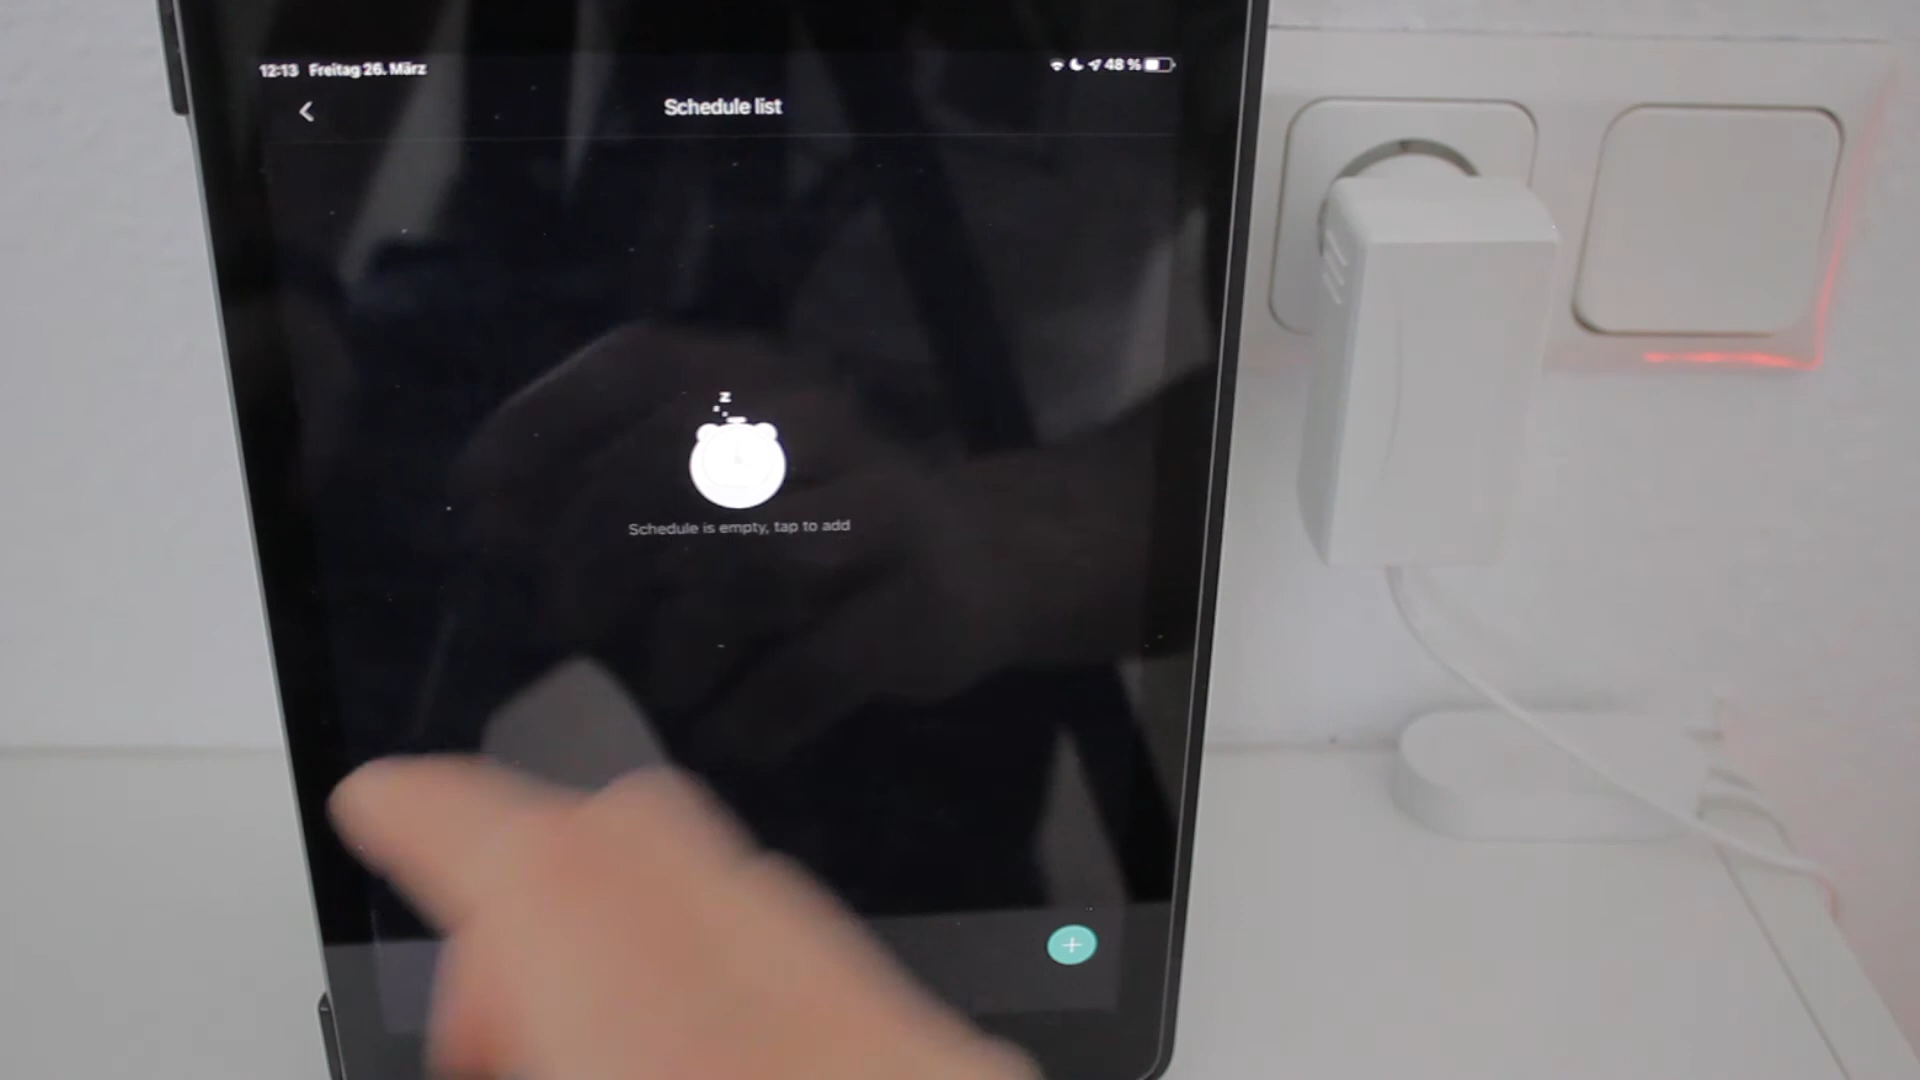 12:13 Freitag 26. März
48 %
Schedule list
z
Schedule is empty, tap to add